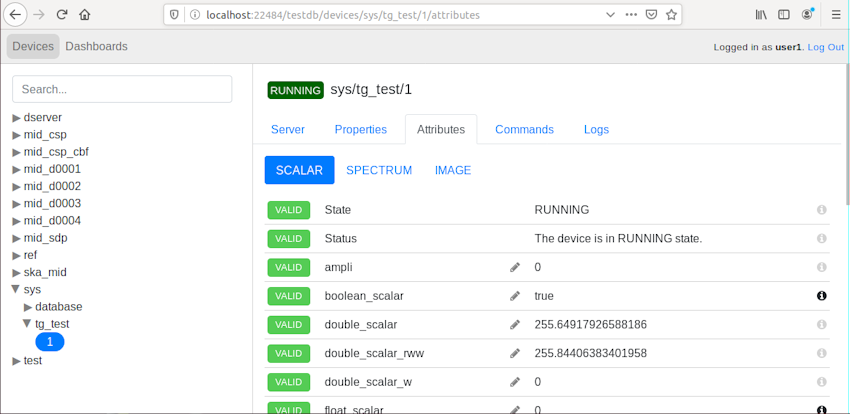 localhost:22484/testdb/devices/sys/tg_test/1/attributes
Devices Dashboards Logged in as user1. Log Out
Search...
dserver
mid_csp
mid_csp_cbf
mid_d0001
mid_d0002
mid_d0003
mid_d0004
mid_sdp
ref
ska_mid
sys
database
tg_test
1
test
RUNNING sys/tg_test/1
Server Properties Attributes Commands Logs
SCALAR SPECTRUM IMAGE
VALID State RUNNING
VALID Status The device is in RUNNING state.
VALID ampli 0
VALID boolean_scalar true
VALID double_scalar 255.64917926588186
VALID double_scalar_rww 255.84406383401958
VALID double_scalar_w 0
VALID float_scalar 0